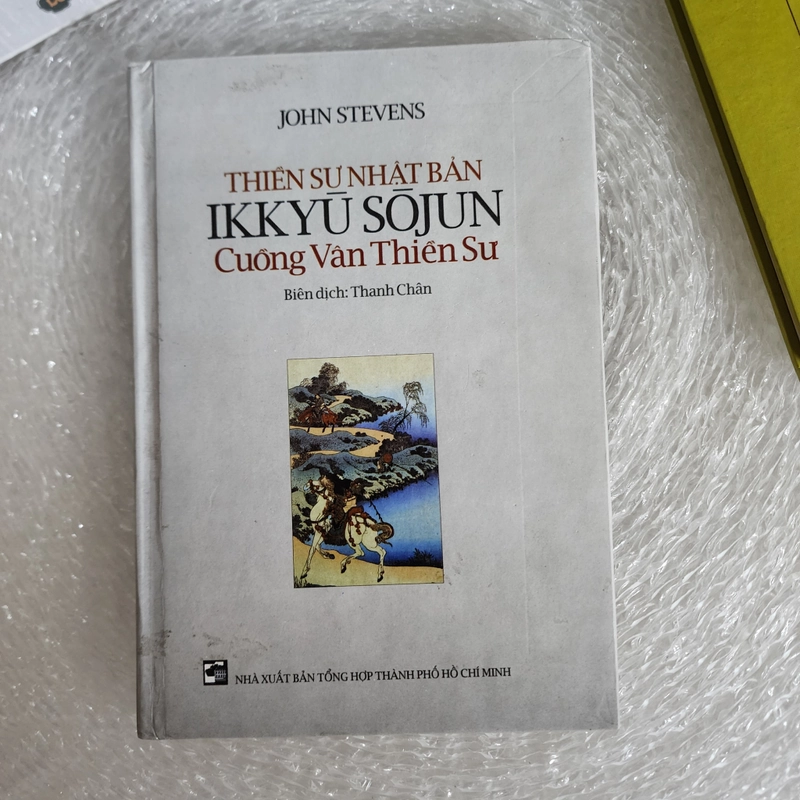 JOHN STEVENS
THIỀN SƯ NHẬT BẢN
IKKYŪ SŌJUN
Cuồng Vân Thiền Sư
Biên dịch: Thanh Chân
NHÀ XUẤT BẢN TỔNG HỢP THÀNH PHỐ HỒ CHÍ MINH